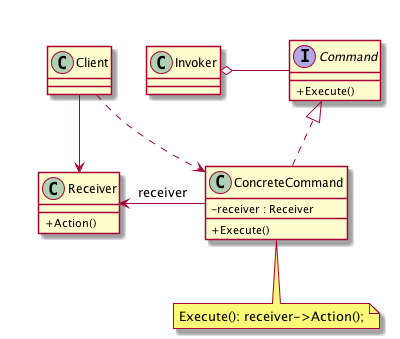 C Client
C Invoker
I Command
+Execute()
C Receiver
+Action()
receiver
C ConcreteCommand
-receiver : Receiver
+Execute()
Execute(): receiver->Action();